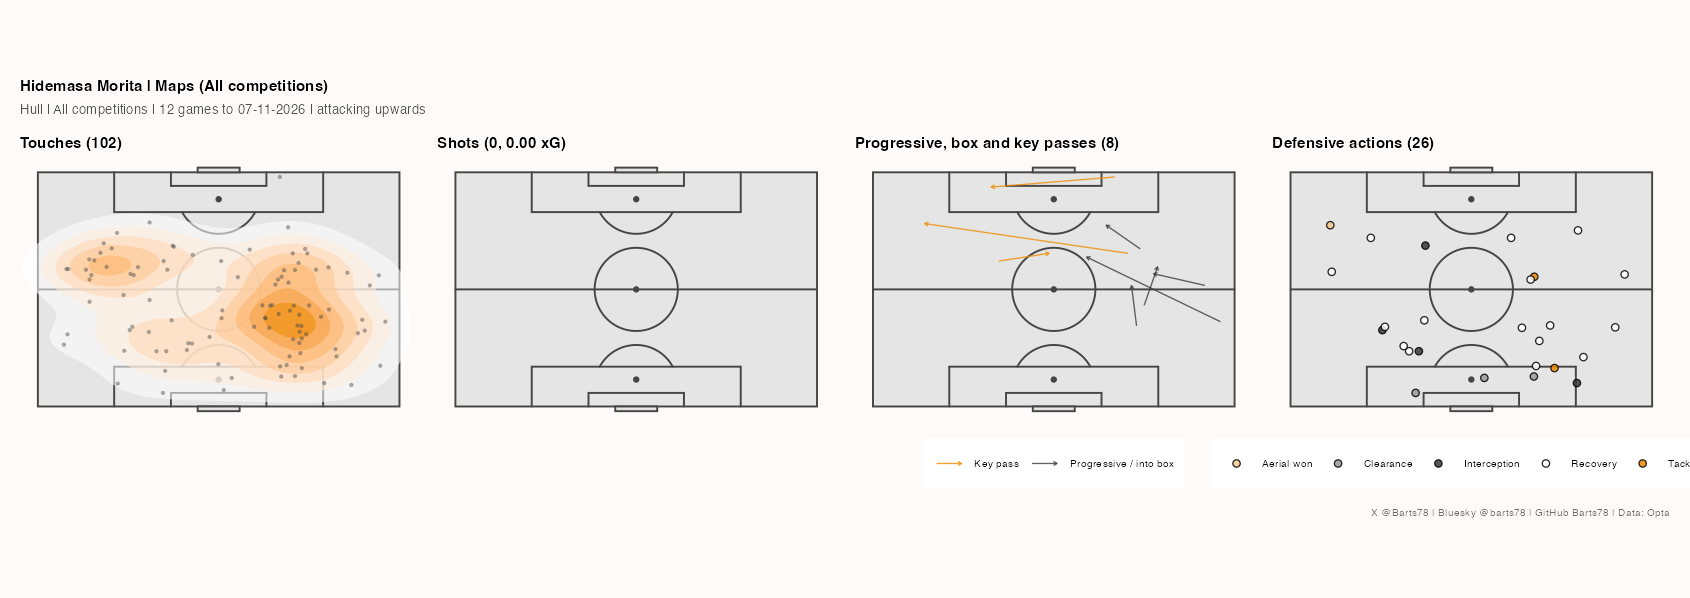 Hidemasa Morita | Maps (All competitions)
Hull | All competitions | 12 games to 07-11-2026 | attacking upwards
Touches (102)
Shots (0, 0.00 xG)
Progressive, box and key passes (8)
Defensive actions (26)
Key pass
Progressive / into box
Aerial won
Clearance
Interception
Recovery
Tack
X @Barts78 | Bluesky @barts78 | GitHub Barts78 | Data: Opta